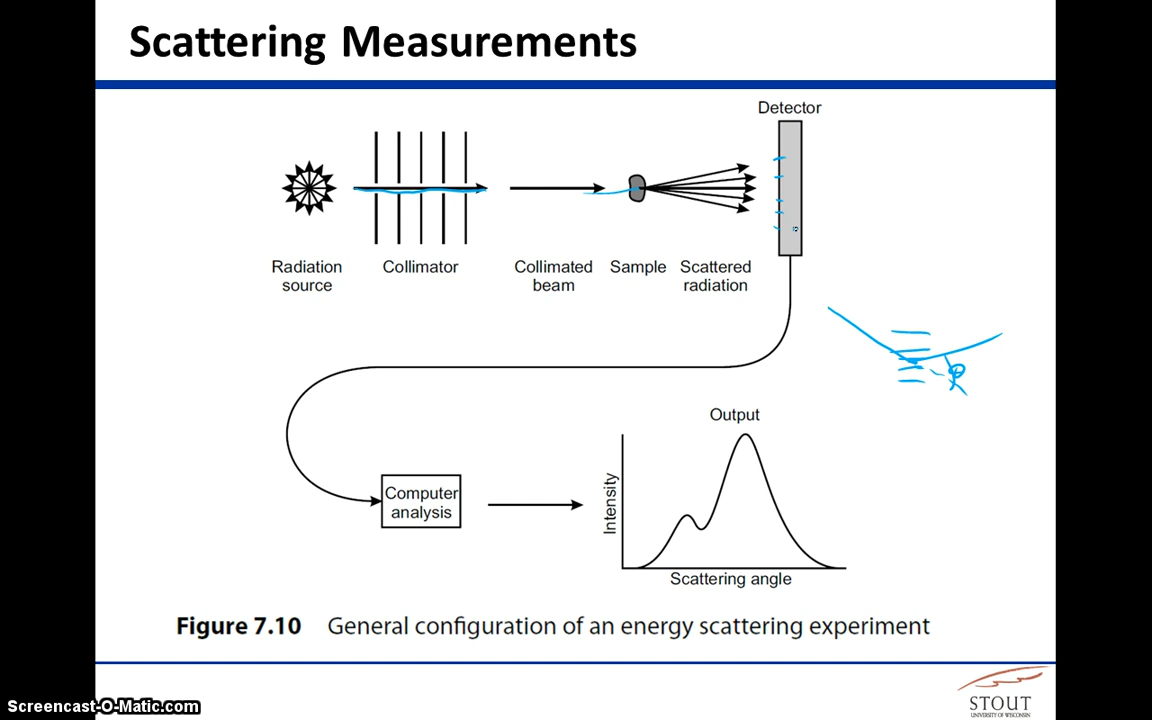 Scattering Measurements
Detector
Radiation
source
Collimator
Collimated
beam
Sample
Scattered
radiation
Output
Intensity
Computer
analysis
Scattering angle
Figure 7.10 General configuration of an energy scattering experiment
STOUT
UNIVERSITY OF WISCONSIN
Screencast-O-Matic.com